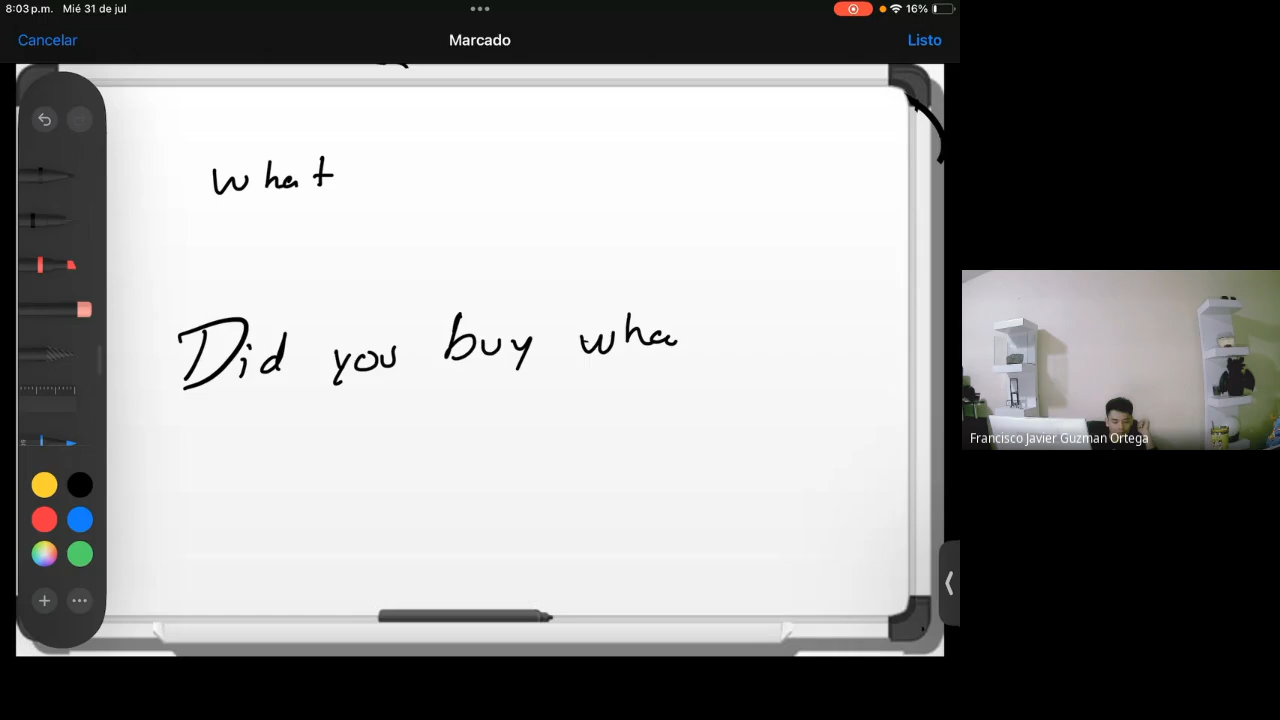 8:03 p.m. Mié 31 de jul
16%
Cancelar
Marcado
Listo
what
Did you buy wha
Francisco Javier Guzman Ortega